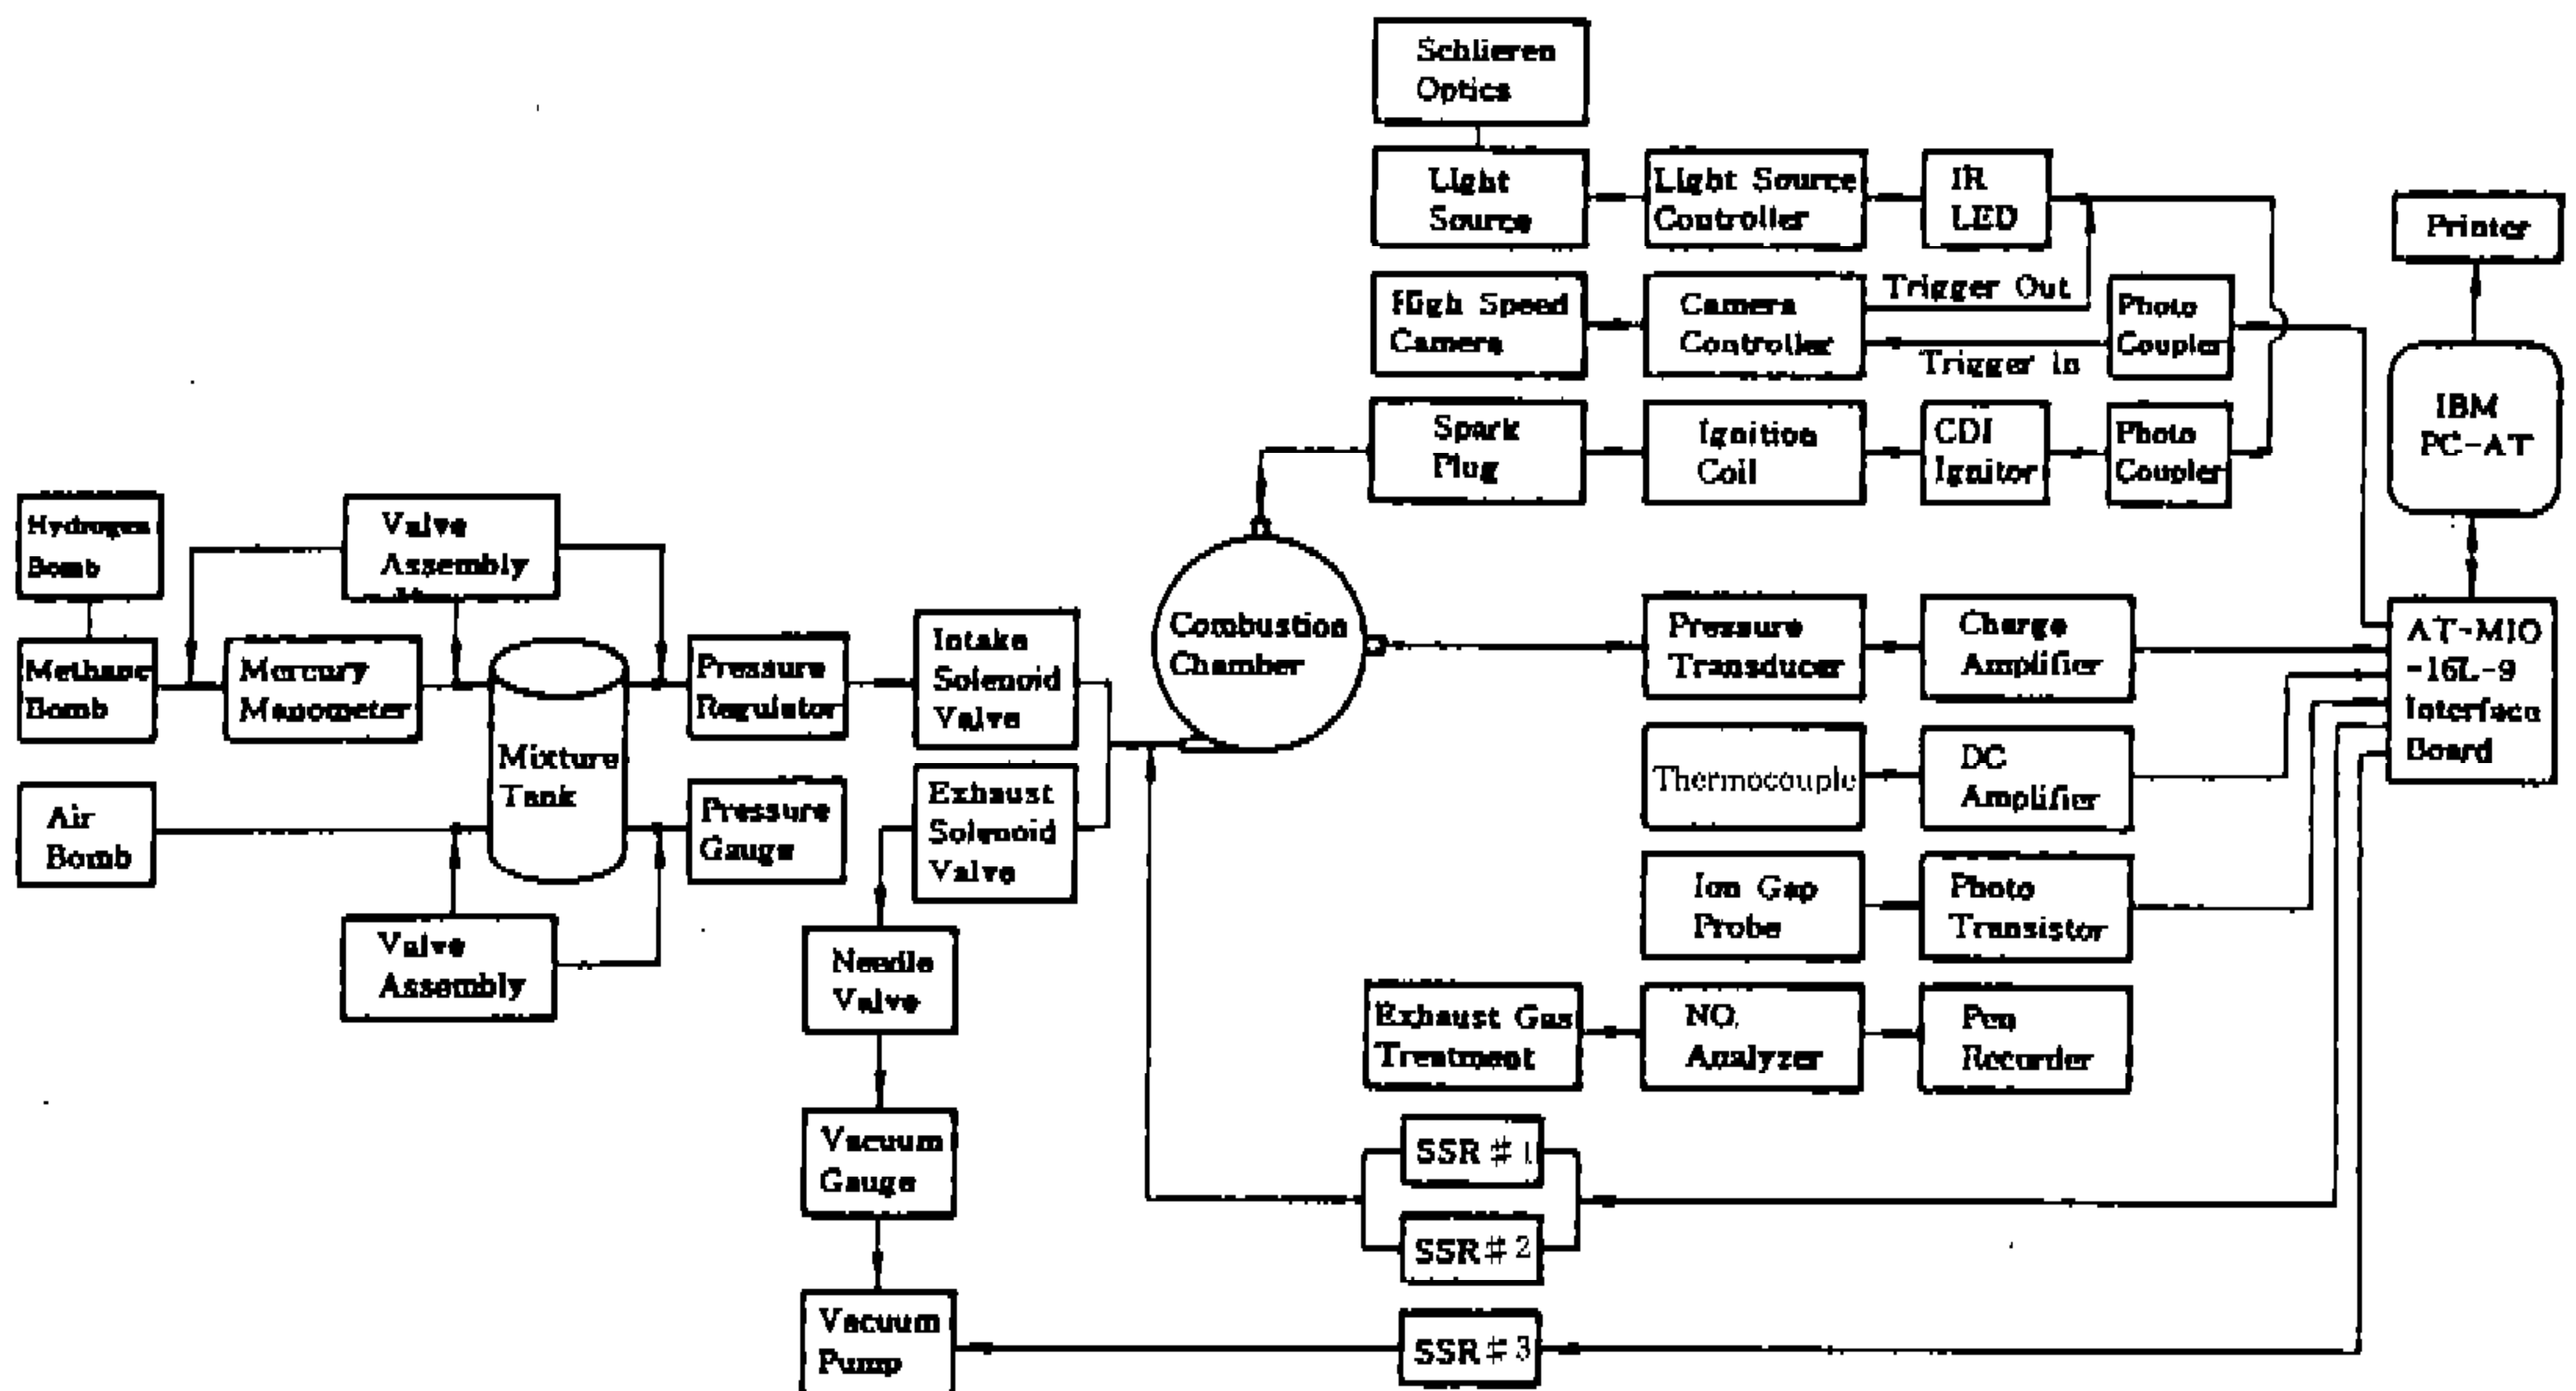 Schlieren
Optics
Light
Source
Light Source
Controller
IR
LED
Printer
High Speed
Camera
Camera
Controller
Trigger Out
Trigger in
Photo
Coupler
IBM
PC-AT
Spark
Plug
Ignition
Coil
CDI
Ignitor
Photo
Coupler
Hydrogen
Bomb
Valve
Assembly
Methane
Bomb
Mercury
Manometer
Mixture
Tank
Pressure
Regulator
Intake
Solenoid
Valve
Combustion
Chamber
Pressure
Transducer
Charge
Amplifier
AT-MIO
-16L-9
Interface
Board
Air
Bomb
Pressure
Gauge
Exhaust
Solenoid
Valve
Thermocouple
DC
Amplifier
Valve
Assembly
Needle
Valve
Ion Gap
Probe
Photo
Transistor
Exhaust Gas
Treatment
NO.
Analyzer
Pen
Recorder
Vacuum
Gauge
SSR # 1
SSR # 2
Vacuum
Pump
SSR # 3